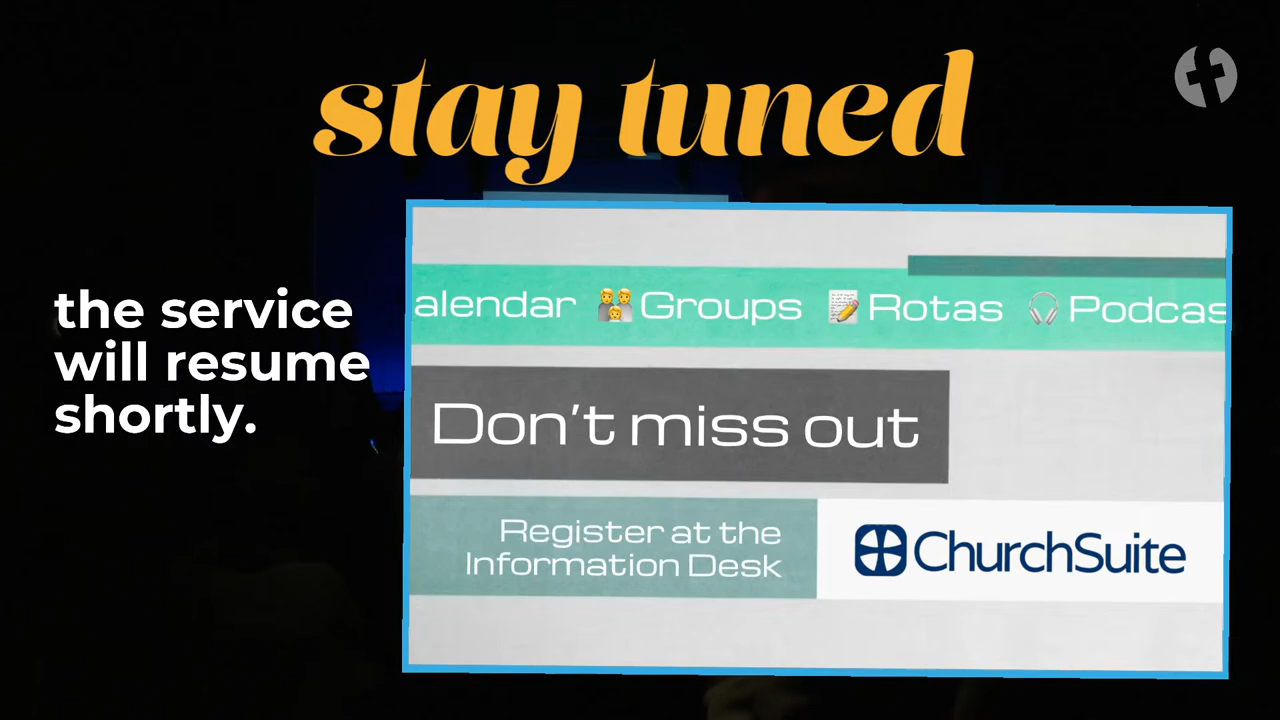 stay tuned
the service
will resume
shortly.
alendar Groups Rotas Podcas
Don't miss out
Register at the
Information Desk
ChurchSuite